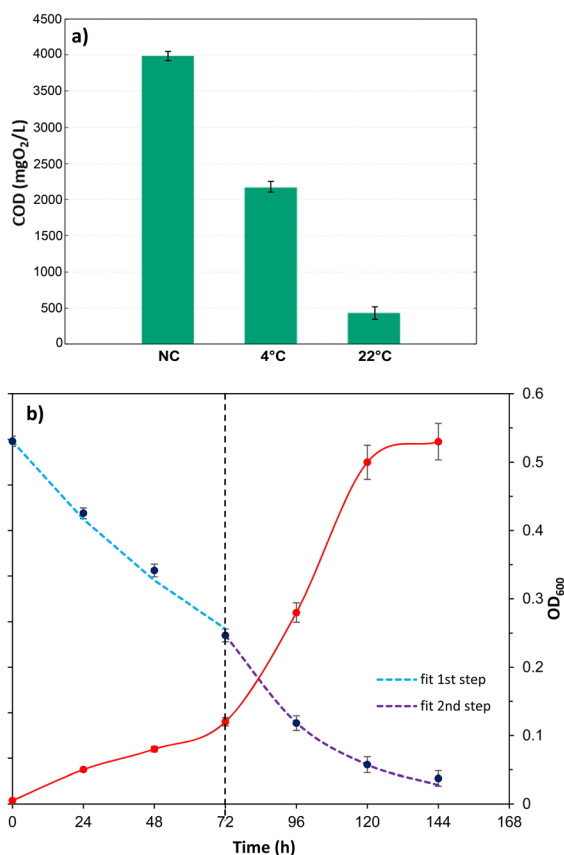 a)
4500
4000
3500
3000
2500
2000
1500
1000
500
0
COD (mgO₂/L)
NC 4°C 22°C
b)
0.6
0.5
0.4
0.3
0.2
0.1
0
OD₆₀₀
fit 1st step
fit 2nd step
0 24 48 72 96 120 144 168
Time (h)